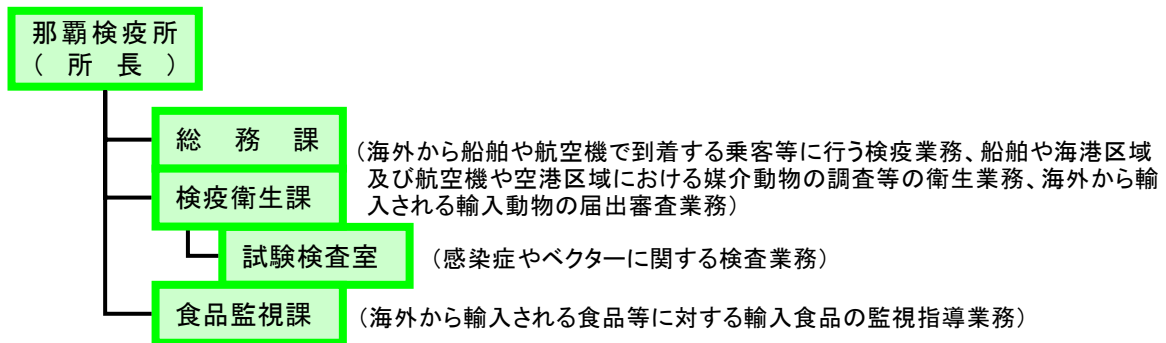 那覇検疫所
(所長)
総務課
(海外から船舶や航空機で到着する乗客等に行う検疫業務、船舶や海港区域
及び航空機や空港区域における媒介動物の調査等の衛生業務、海外から輸
検疫衛生課
入される輸入動物の届出審査業務)
試験検査室
(感染症やベクターに関する検査業務)
食品監視課
(海外から輸入される食品等に対する輸入食品の監視指導業務)